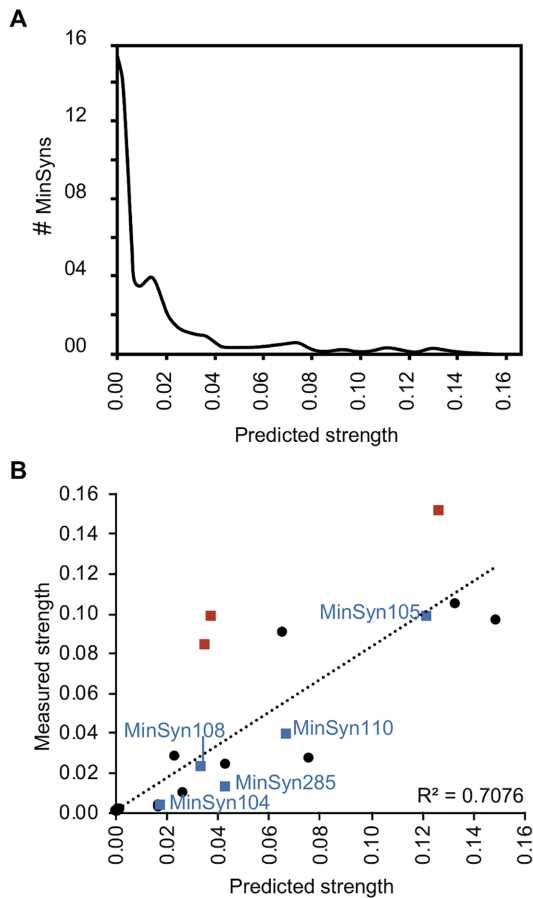 A
16
12
08
04
00
# MinSyns
0.00 0.02 0.04 0.06 0.08 0.10 0.12 0.14 0.16
Predicted strength
B
0.16
0.14
0.12
0.10
0.08
0.06
0.04
0.02
0.00
Measured strength
MinSyn105
MinSyn108
MinSyn110
MinSyn285
MinSyn104
R² = 0.7076
0.00 0.02 0.04 0.06 0.08 0.10 0.12 0.14 0.16
Predicted strength